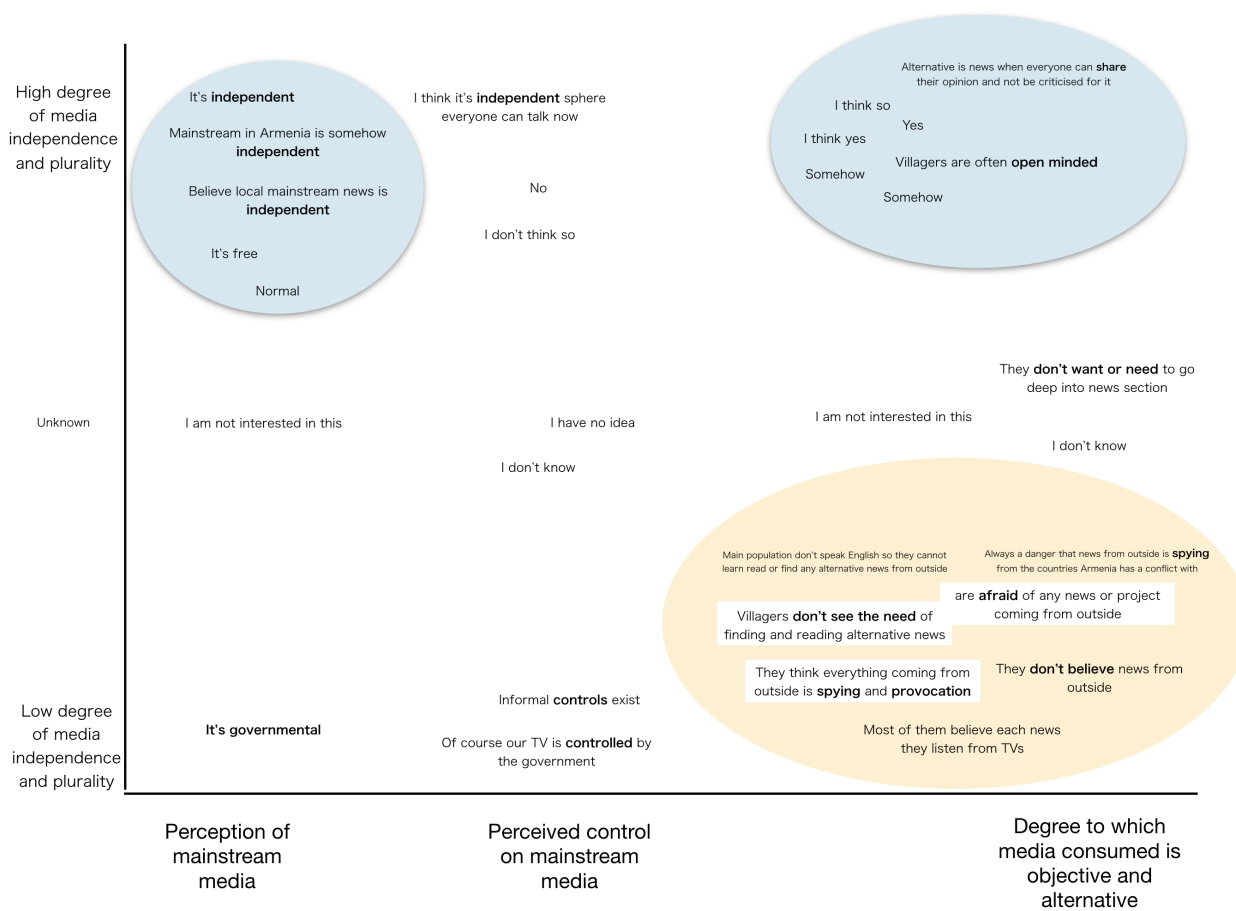 High degree
of media
independence
and plurality
It's independent
Mainstream in Armenia is somehow
independent
Believe local mainstream news is
independent
It's free
Normal
I think it's independent sphere
everyone can talk now
No
I don't think so
Alternative is news when everyone can share
their opinion and not be criticised for it
I think so
Yes
I think yes
Villagers are often open minded
Somehow
Somehow
Unknown
I am not interested in this
I have no idea
I don't know
They don't want or need to go
deep into news section
I am not interested in this
I don't know
Main population don't speak English so they cannot
learn read or find any alternative news from outside
Always a danger that news from outside is spying
from the countries Armenia has a conflict with
are afraid of any news or project
coming from outside
Villagers don't see the need of
finding and reading alternative news
They think everything coming from
outside is spying and provocation
They don't believe news from
outside
Most of them believe each news
they listen from TVs
Low degree
of media
independence
and plurality
It's governmental
Informal controls exist
Of course our TV is controlled by
the government
Perception of
mainstream
media
Perceived control
on mainstream
media
Degree to which
media consumed is
objective and
alternative